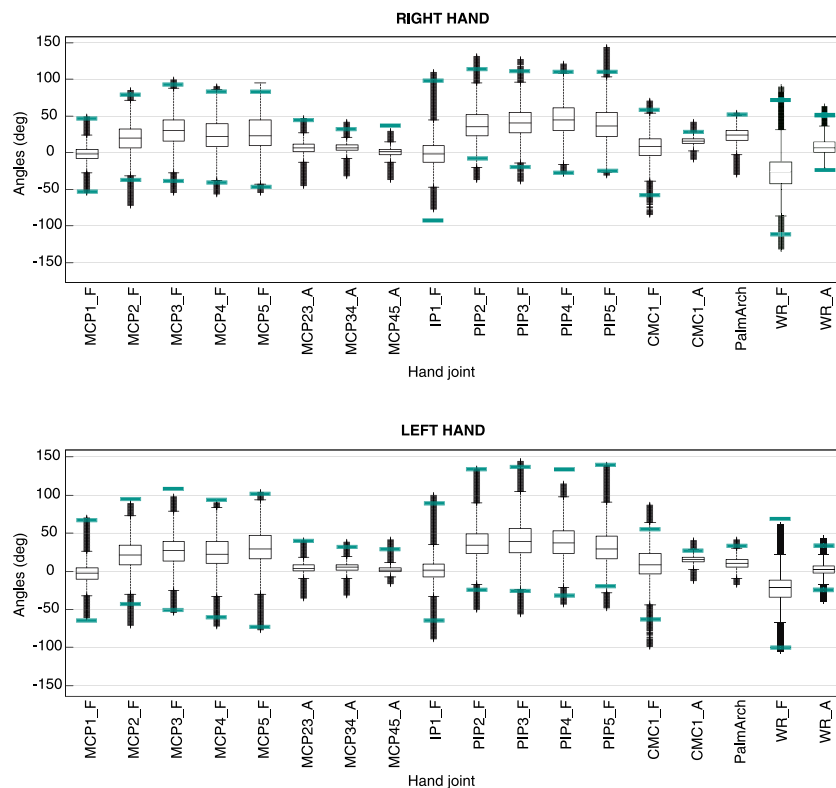 RIGHT HAND
150
100
50
0
-50
-100
-150
Angles (deg)
MCP1_F
MCP2_F
MCP3_F
MCP4_F
MCP5_F
MCP23_A
MCP34_A
MCP45_A
IP1_F
PIP2_F
PIP3_F
PIP4_F
PIP5_F
CMC1_F
CMC1_A
PalmArch
WR_F
WR_A
Hand joint
LEFT HAND
150
100
50
0
-50
-100
-150
Angles (deg)
MCP1_F
MCP2_F
MCP3_F
MCP4_F
MCP5_F
MCP23_A
MCP34_A
MCP45_A
IP1_F
PIP2_F
PIP3_F
PIP4_F
PIP5_F
CMC1_F
CMC1_A
PalmArch
WR_F
WR_A
Hand joint